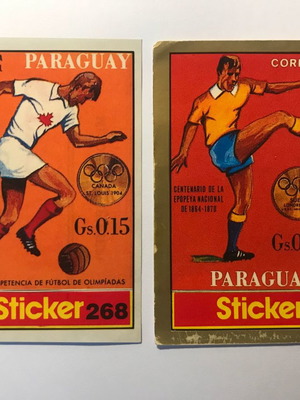 PARAGUAY
CANADA
ST. LOUIS 1904
Gs.0.15
PETENCIA DE FÚTBOL DE OLIMPÍADAS
Sticker 268
CORR
CENTENARIO DE LA
EPOPEYA NACIONAL
DE 1864-1870
Gs.0
PARAGUA
Sticker